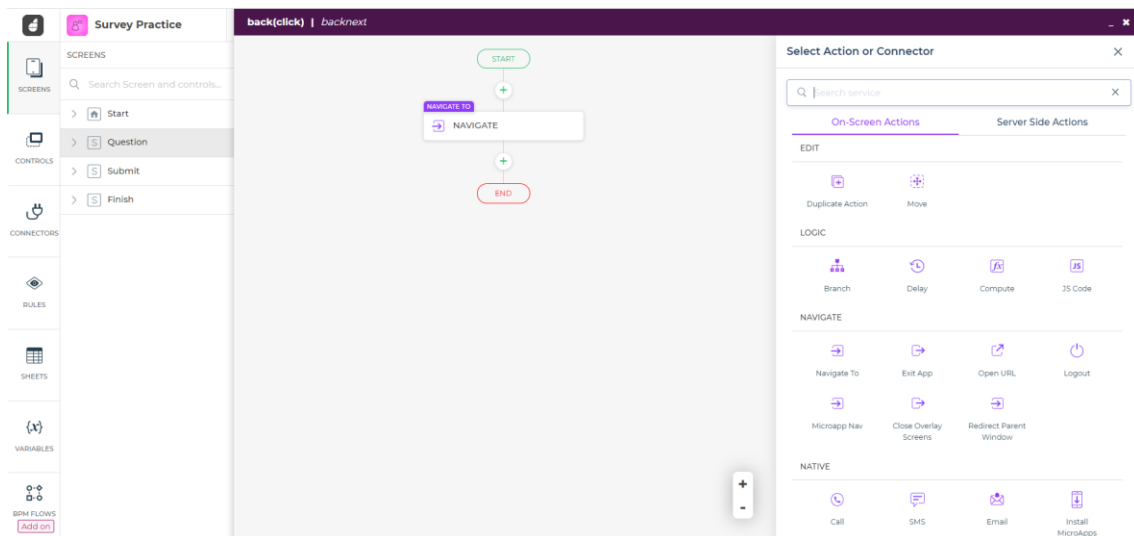 Survey Practice
back(click) | backnext
SCREENS
Search Screen and controls...
Start
S Question
S Submit
S Finish
SCREENS
CONTROLS
CONNECTORS
RULES
SHEETS
{x}
VARIABLES
BPM FLOWS
Add on
START
+
NAVIGATE TO
NAVIGATE
+
END
+
-
Select Action or Connector
Search service
On-Screen Actions Server Side Actions
EDIT
Duplicate Action Move
LOGIC
fx JS
Branch Delay Compute JS Code
NAVIGATE
Navigate To Exit App Open URL Logout
Microapp Nav Close Overlay Screens Redirect Parent Window
NATIVE
Call SMS Email Install MicroApps